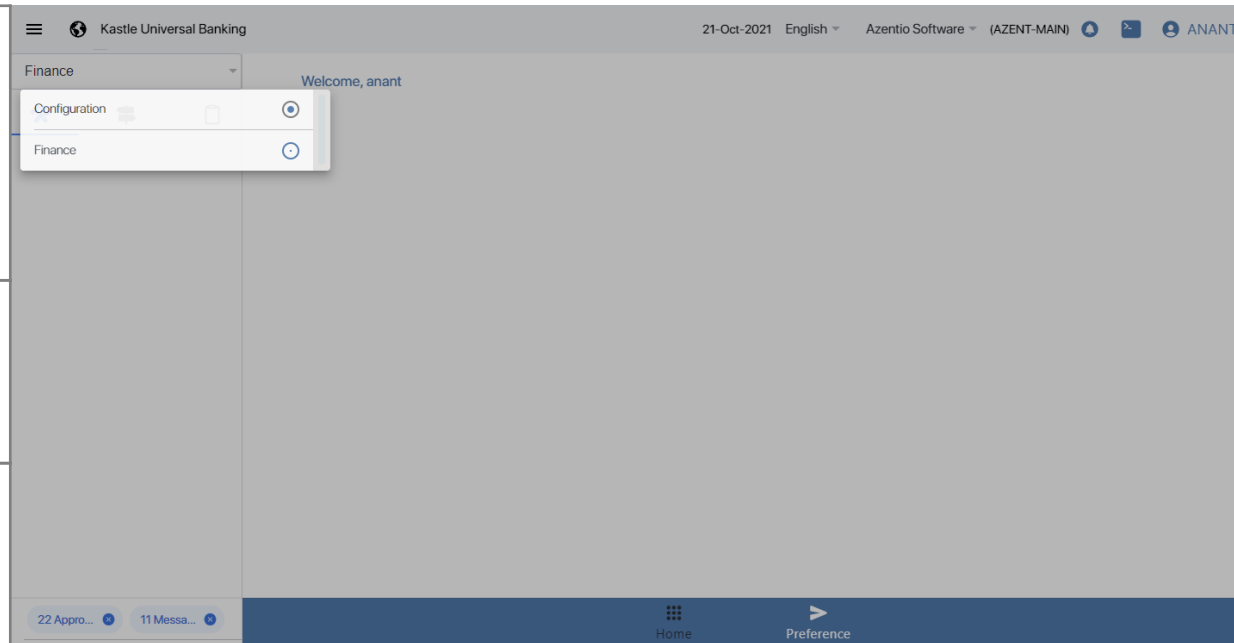 Kastle Universal Banking 21-Oct-2021 English Azentio Software (AZENT-MAIN) ANANT
Finance
Welcome, anant
Configuration
Finance
22 Appro... 11 Messa...
Home Preference